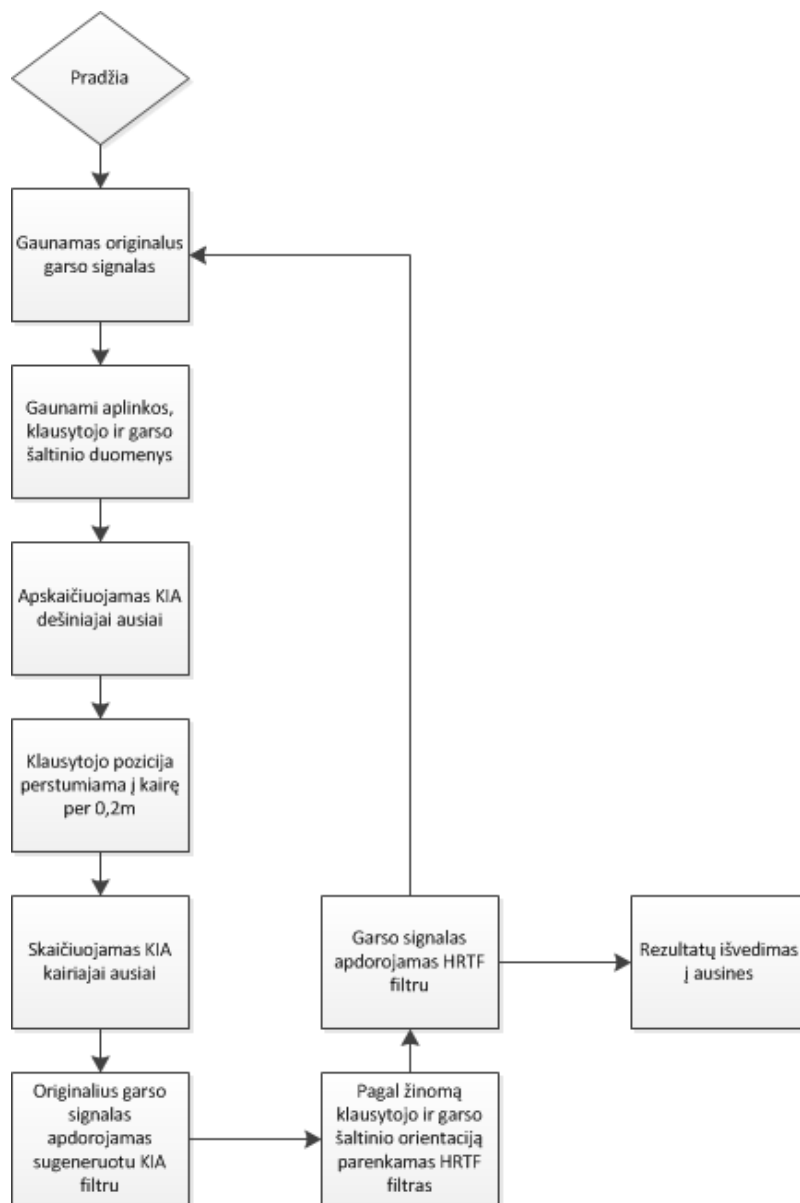 Pradžia
Gaunamas originalus
garso signalas
Gaunami aplinkos,
klausytojo ir garso
šaltinio duomenys
Apskaičiuojamas KIA
dešiniajai ausiai
Klausytojo pozicija
perstumiama į kairę
per 0,2m
Skaičiuojamas KIA
kairiajai ausiai
Originalius garso
signalas
apdorojamas
sugeneruotu KIA
filtru
Pagal žinomą
klausytojo ir garso
šaltinio orientaciją
parenkamas HRTF
filtras
Garso signalas
apdorojamas HRTF
filtru
Rezultatų išvedimas
į ausines